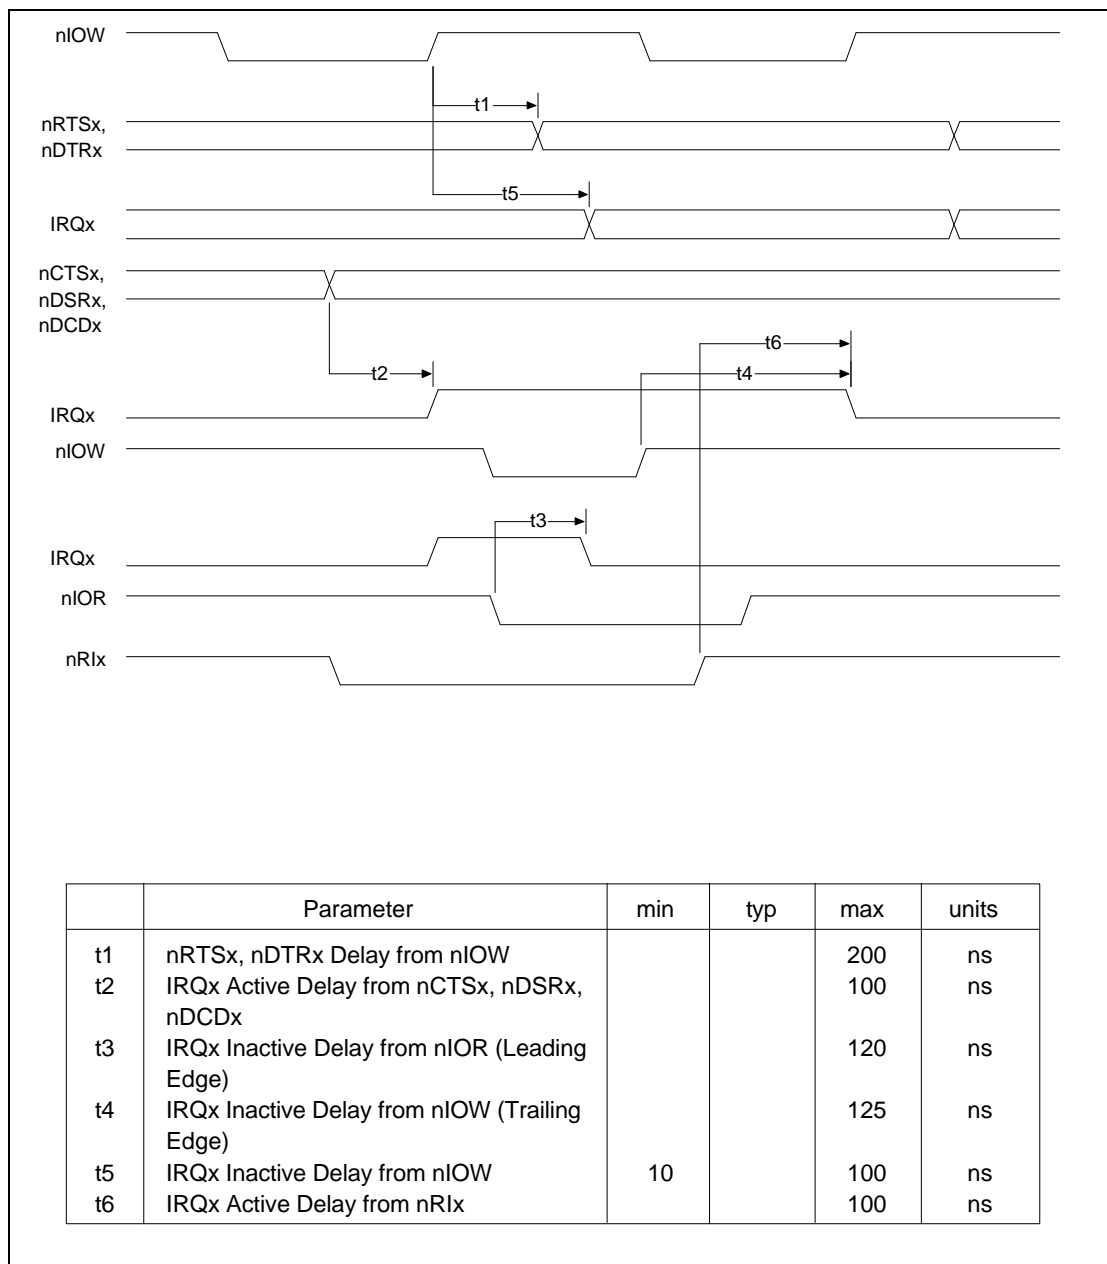 nIOW
t1
nRTSx,
nDTRx
t5
IRQx
nCTSx,
nDSRx,
nDCDx
t6
t2
t4
IRQx
nIOW
t3
IRQx
nIOR
nRIx
Parameter min typ max units
t1 nRTSx, nDTRx Delay from nIOW 200 ns
t2 IRQx Active Delay from nCTSx, nDSRx, 100 ns
nDCDx
t3 IRQx Inactive Delay from nIOR (Leading 120 ns
Edge)
t4 IRQx Inactive Delay from nIOW (Trailing 125 ns
Edge)
t5 IRQx Inactive Delay from nIOW 10 100 ns
t6 IRQx Active Delay from nRIx 100 ns